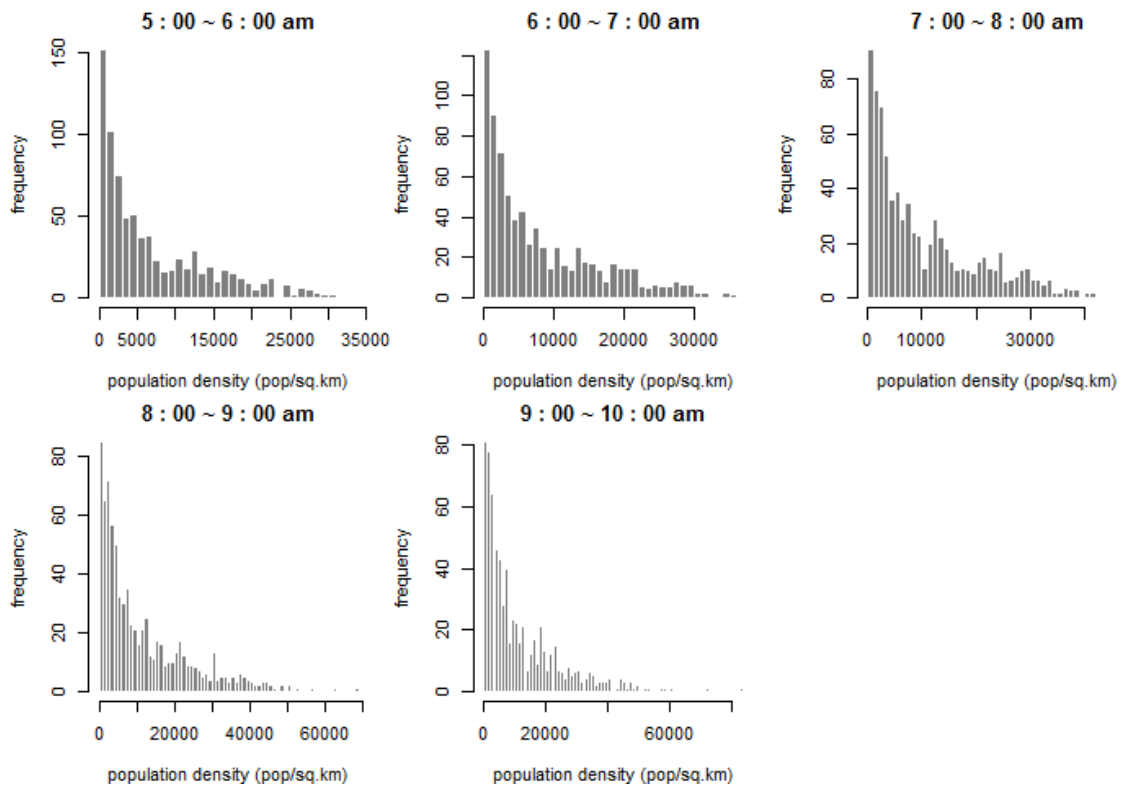 5 : 00 ~ 6 : 00 am
frequency
0 50 100 150
0 5000 15000 25000 35000
population density (pop/sq.km)
6 : 00 ~ 7 : 00 am
frequency
0 20 40 60 80 100
0 10000 20000 30000
population density (pop/sq.km)
7 : 00 ~ 8 : 00 am
frequency
0 20 40 60 80
0 10000 30000
population density (pop/sq.km)
8 : 00 ~ 9 : 00 am
frequency
0 20 40 60 80
0 20000 40000 60000
population density (pop/sq.km)
9 : 00 ~ 10 : 00 am
frequency
0 20 40 60 80
0 20000 60000
population density (pop/sq.km)